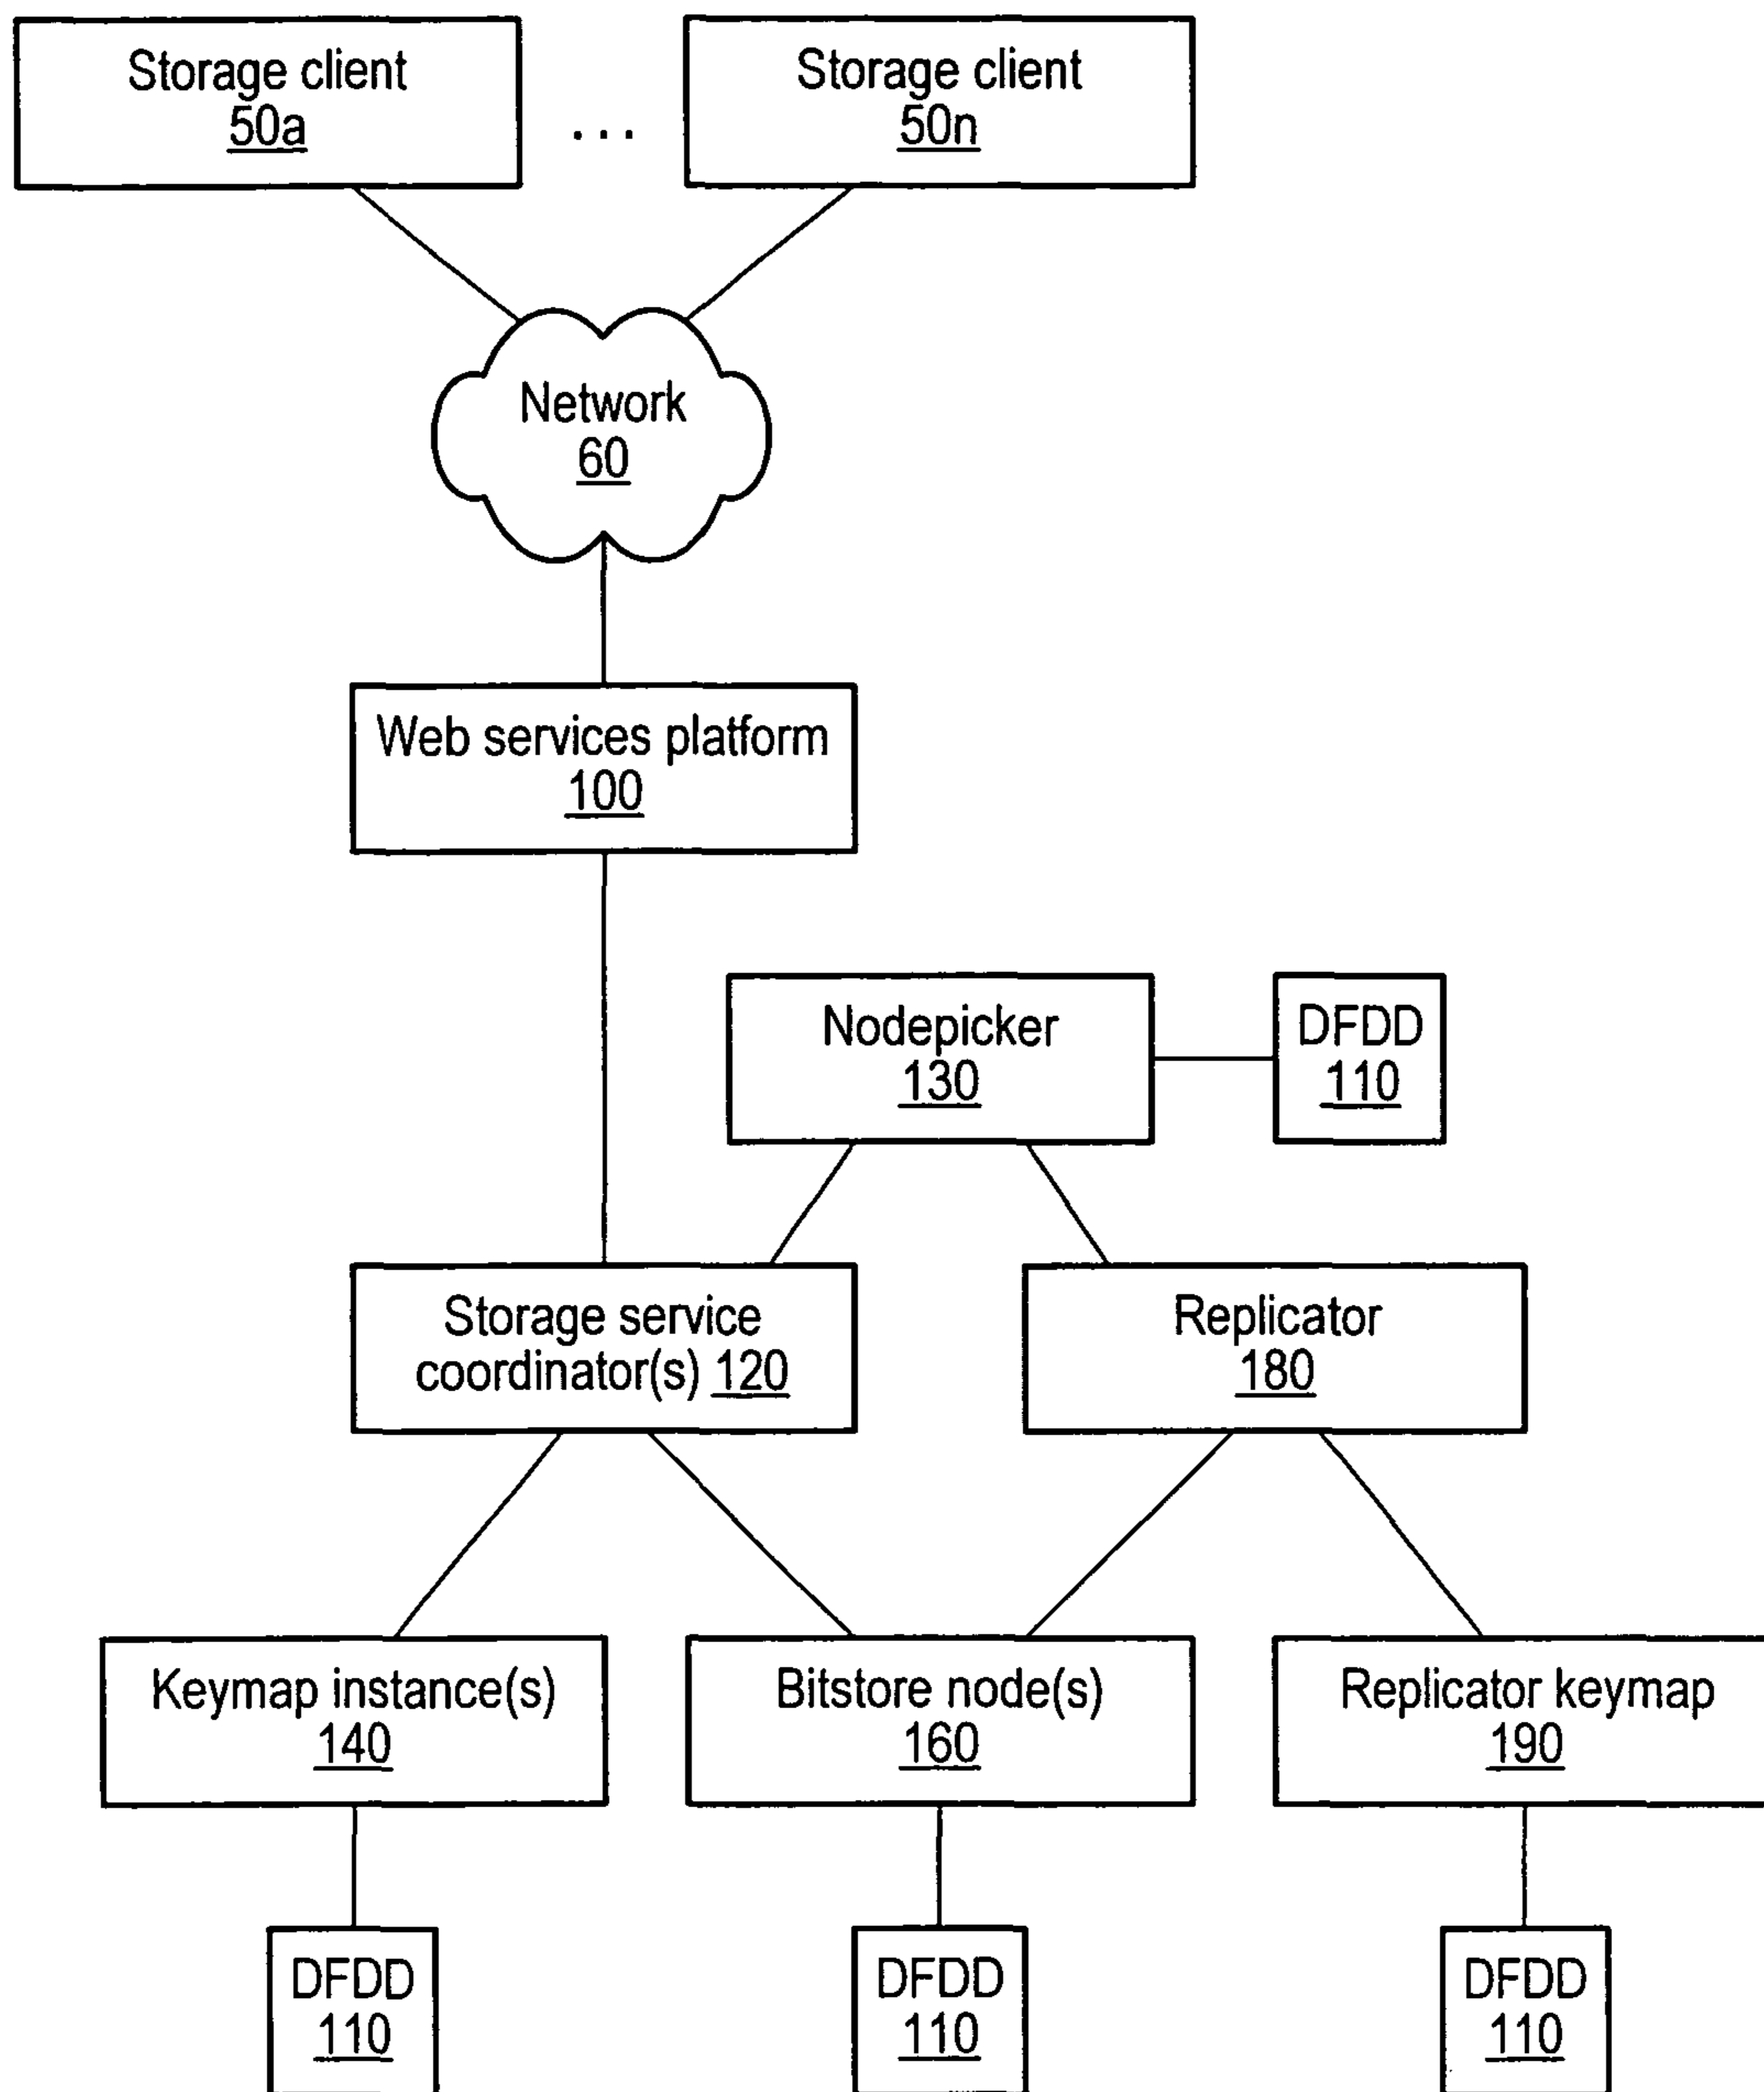 Storage client
50a
...
Storage client
50n
Network
60
Web services platform
100
Nodepicker
130
DFDD
110
Storage service
coordinator(s) 120
Replicator
180
Keymap instance(s)
140
Bitstore node(s)
160
Replicator keymap
190
DFDD
110
DFDD
110
DFDD
110